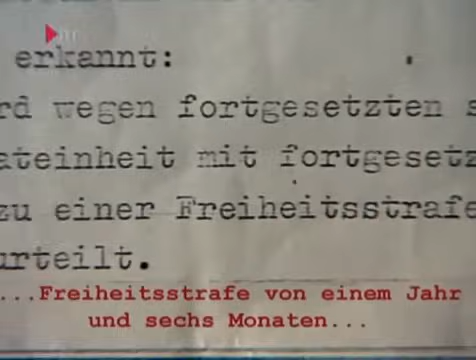 erkannt:
rd wegen fortgesetzten s
ateinheit mit fortgesetz
zu einer Freiheitsstrafe
urteilt.
...Freiheitsstrafe von einem Jahr
und sechs Monaten...